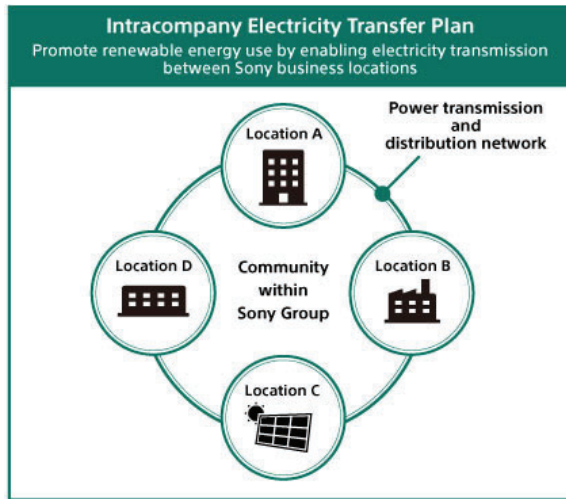 Intracompany Electricity Transfer Plan
Promote renewable energy use by enabling electricity transmission
between Sony business locations
Power transmission
and
distribution network
Location A
Location D
Community
within
Sony Group
Location B
Location C